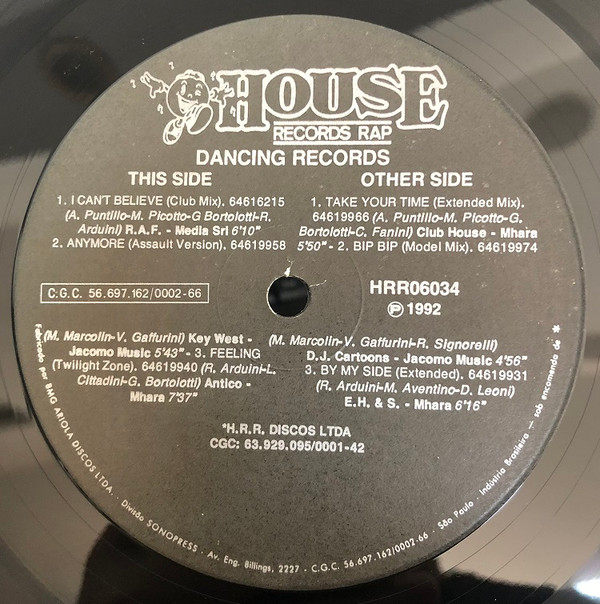 HOUSE
RECORDS RAP
DANCING RECORDS
THIS SIDE
1. I CAN'T BELIEVE (Club Mix). 64616215
(A. Puntillo-M. Picotto-G Bortolotti-R.
Arduini) R.A.F. - Media Srl 6'10"
2. ANYMORE (Assault Version). 64619958
OTHER SIDE
1. TAKE YOUR TIME (Extended Mix).
64619966 (A. Puntillo-M. Picotto-G.
Bortolotti-C. Fanini) Club House - Mhara
5'50" - 2. BIP BIP (Model Mix). 64619974
C.G.C. 56.697.162/0002-66
HRR06034
Ⓟ 1992
(M. Marcolin-V. Gaffurini) Key West -
Jacomo Music 5'43" - 3. FEELING
(Twilight Zone). 64619940 (R. Arduini-L.
Cittadini-G. Bortolotti) Antico -
Mhara 7'37"
(M. Marcolin-V. Gaffurini-R. Signorelli)
D.J. Cartoons - Jacomo Music 4'56"
3. BY MY SIDE (Extended). 64619931
(R. Arduini-M. Aventino-D. Leoni)
E.H. & S. - Mhara 6'16"
*H.R.R. DISCOS LTDA
CGC: 63.929.095/0001-42
Fabricado por BMG ARIOLA DISCOS LTDA. - Divisão SONOPRESS - Av. Eng. Billings, 2227 - C.G.C. 56.697.162/0002-66 - São Paulo - Indústria Brasileira - sob encomenda de *